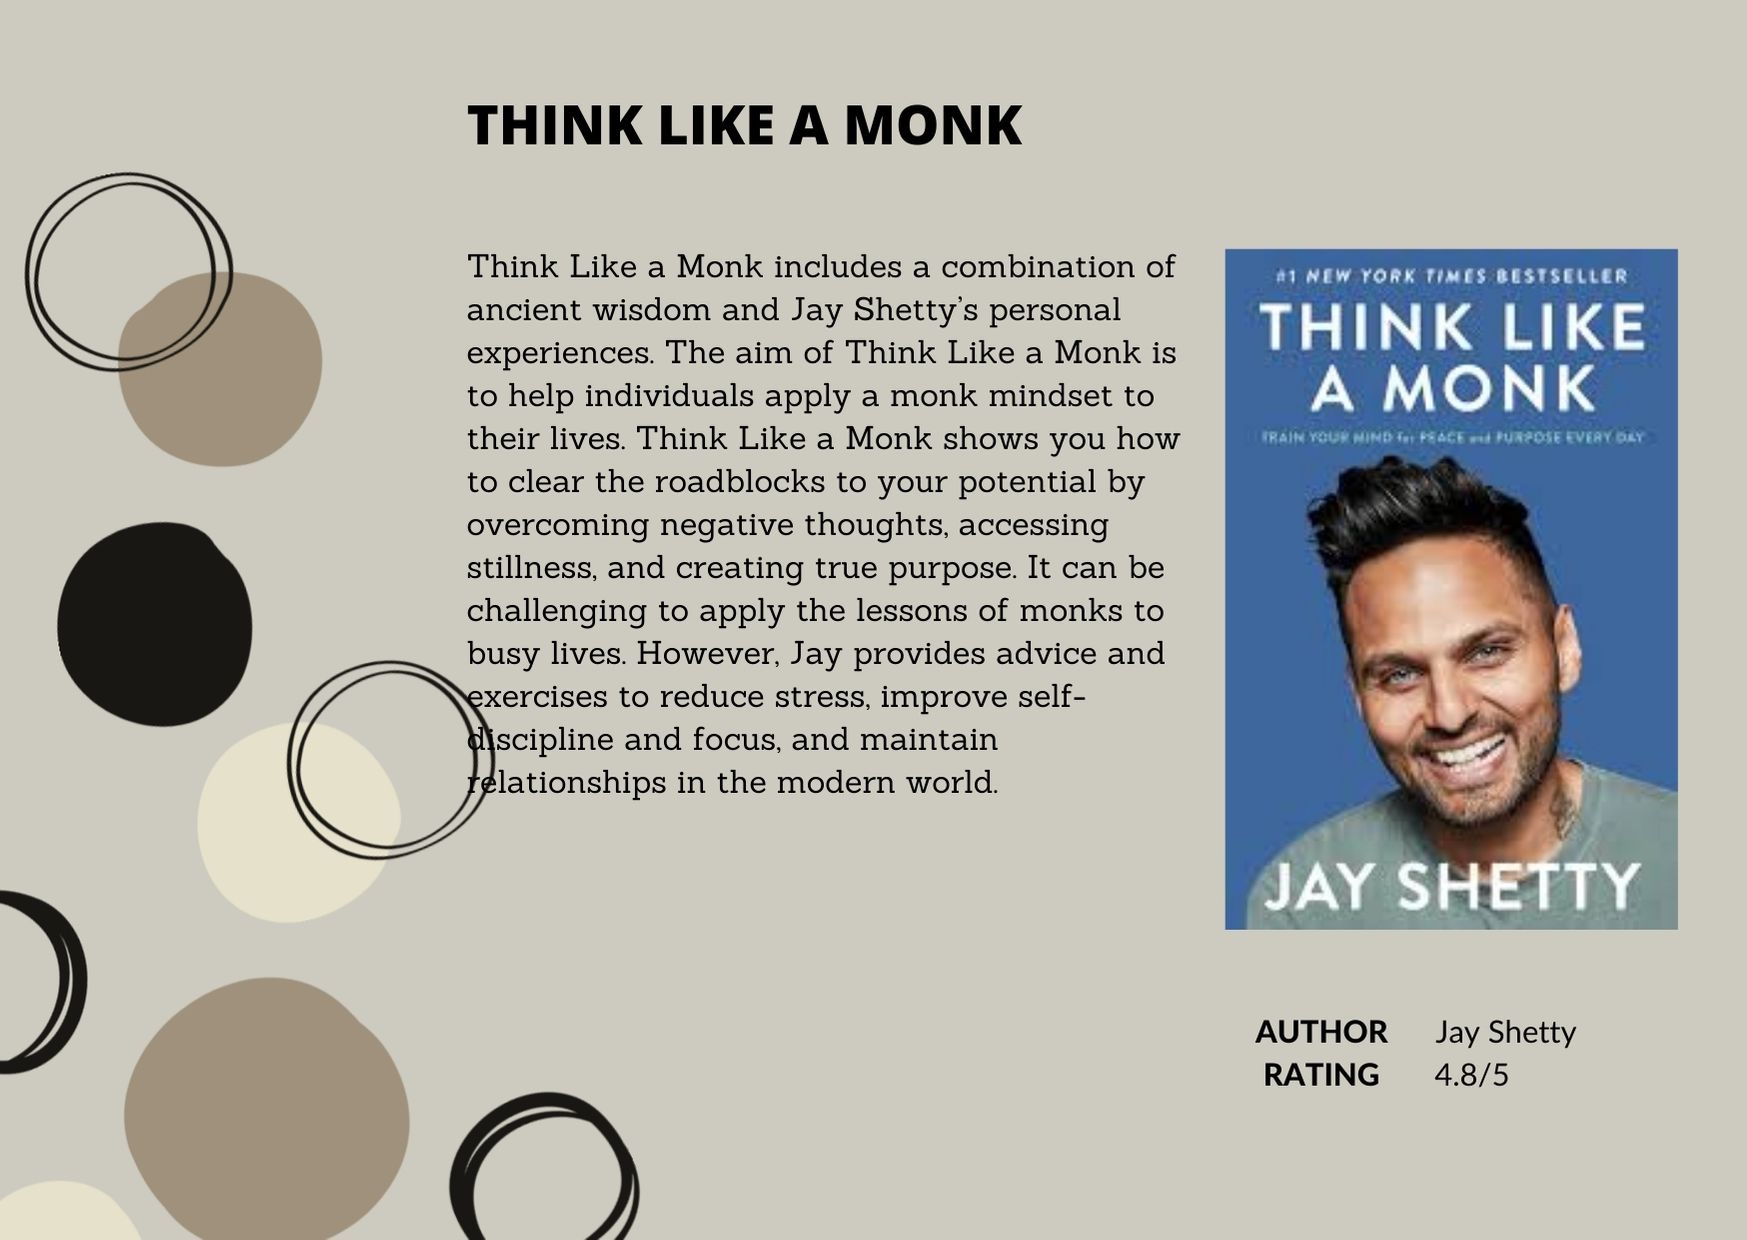 THINK LIKE A MONK
Think Like a Monk includes a combination of
ancient wisdom and Jay Shetty’s personal
experiences. The aim of Think Like a Monk is
to help individuals apply a monk mindset to
their lives. Think Like a Monk shows you how
to clear the roadblocks to your potential by
overcoming negative thoughts, accessing
stillness, and creating true purpose. It can be
challenging to apply the lessons of monks to
busy lives. However, Jay provides advice and
exercises to reduce stress, improve self-
discipline and focus, and maintain
relationships in the modern world.
#1 NEW YORK TIMES BESTSELLER
THINK LIKE
A MONK
TRAIN YOUR MIND for PEACE and PURPOSE EVERY DAY
JAY SHETTY
AUTHOR Jay Shetty
RATING 4.8/5